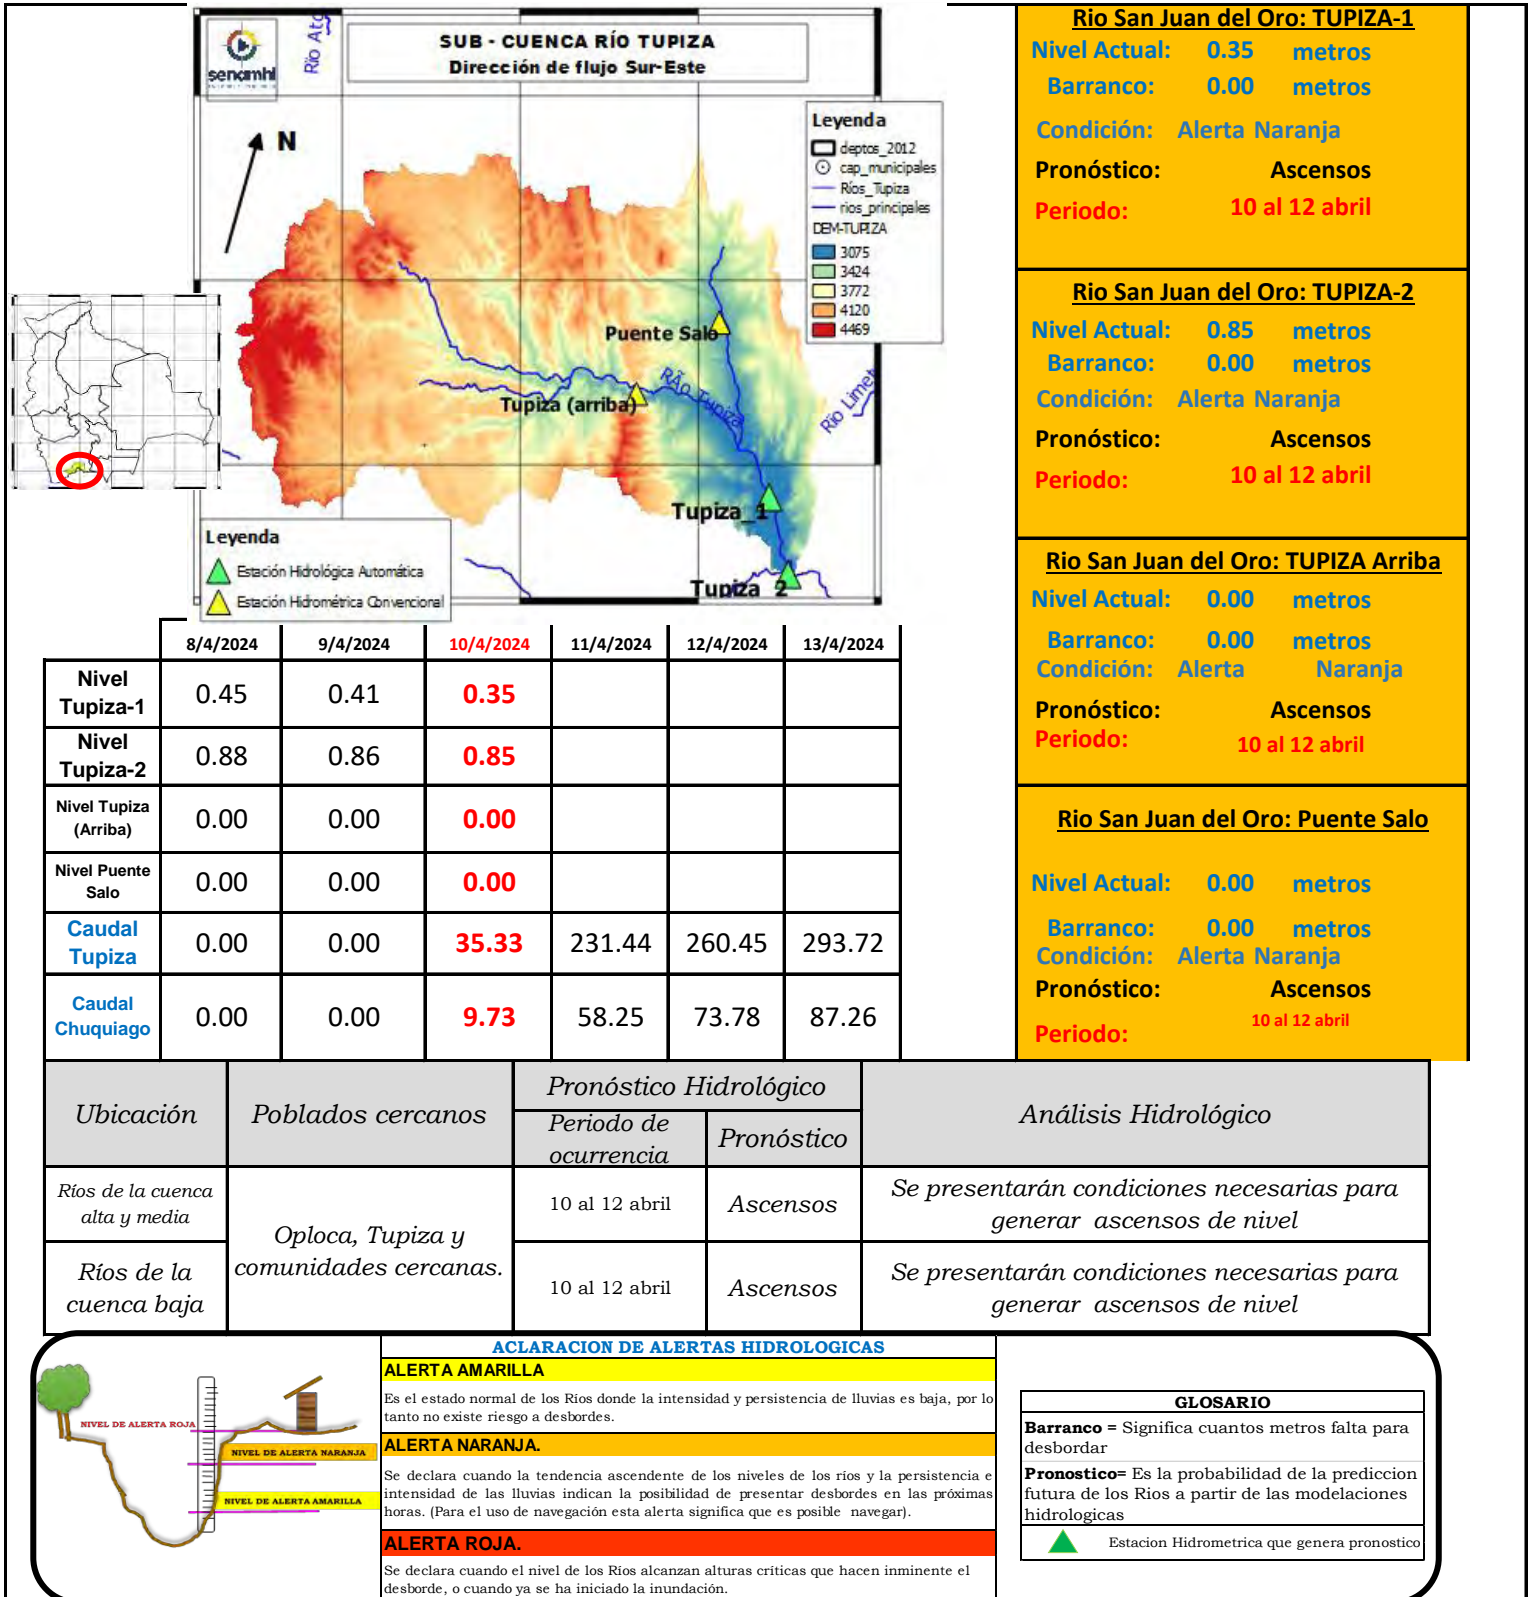 senamhi
Río Ato
SUB - CUENCA RÍO TUPIZA
Dirección de flujo Sur-Este
N
Leyenda
deptos_2012
cap_municipales
Ríos_Tupiza
rios_principales
DEM-TUPIZA
3075
3424
3772
4120
4469
Puente Salo
RÃ­o Tupiza
Tupiza (arriba)
Rio Limet
Tupiza_1
Tupiza_2
Leyenda
Estación Hidrológica Automática
Estación Hidrométrica Convencional
Rio San Juan del Oro: TUPIZA-1
Nivel Actual: 0.35 metros
Barranco: 0.00 metros
Condición: Alerta Naranja
Pronóstico: Ascensos
Periodo: 10 al 12 abril
Rio San Juan del Oro: TUPIZA-2
Nivel Actual: 0.85 metros
Barranco: 0.00 metros
Condición: Alerta Naranja
Pronóstico: Ascensos
Periodo: 10 al 12 abril
Rio San Juan del Oro: TUPIZA Arriba
Nivel Actual: 0.00 metros
Barranco: 0.00 metros
Condición: Alerta Naranja
Pronóstico: Ascensos
Periodo: 10 al 12 abril
Rio San Juan del Oro: Puente Salo
Nivel Actual: 0.00 metros
Barranco: 0.00 metros
Condición: Alerta Naranja
Pronóstico: Ascensos
Periodo: 10 al 12 abril
8/4/2024 9/4/2024 10/4/2024 11/4/2024 12/4/2024 13/4/2024
Nivel
Tupiza-1
0.45 0.41 0.35
Nivel
Tupiza-2
0.88 0.86 0.85
Nivel Tupiza
(Arriba)
0.00 0.00 0.00
Nivel Puente
Salo
0.00 0.00 0.00
Caudal
Tupiza
0.00 0.00 35.33 231.44 260.45 293.72
Caudal
Chuquiago
0.00 0.00 9.73 58.25 73.78 87.26
Ubicación
Poblados cercanos
Pronóstico Hidrológico
Periodo de
ocurrencia
Pronóstico
Análisis Hidrológico
Ríos de la cuenca
alta y media
Oploca, Tupiza y
comunidades cercanas.
10 al 12 abril
Ascensos
Se presentarán condiciones necesarias para
generar ascensos de nivel
Ríos de la
cuenca baja
10 al 12 abril
Ascensos
Se presentarán condiciones necesarias para
generar ascensos de nivel
NIVEL DE ALERTA ROJA
NIVEL DE ALERTA NARANJA
NIVEL DE ALERTA AMARILLA
ACLARACION DE ALERTAS HIDROLOGICAS
ALERTA AMARILLA
Es el estado normal de los Ríos donde la intensidad y persistencia de lluvias es baja, por lo
tanto no existe riesgo a desbordes.
ALERTA NARANJA.
Se declara cuando la tendencia ascendente de los niveles de los ríos y la persistencia e
intensidad de las lluvias indican la posibilidad de presentar desbordes en las próximas
horas. (Para el uso de navegación esta alerta significa que es posible navegar).
ALERTA ROJA.
Se declara cuando el nivel de los Ríos alcanzan alturas críticas que hacen inminente el
desborde, o cuando ya se ha iniciado la inundación.
GLOSARIO
Barranco = Significa cuantos metros falta para
desbordar
Pronostico= Es la probabilidad de la prediccion
futura de los Rios a partir de las modelaciones
hidrologicas
Estacion Hidrometrica que genera pronostico